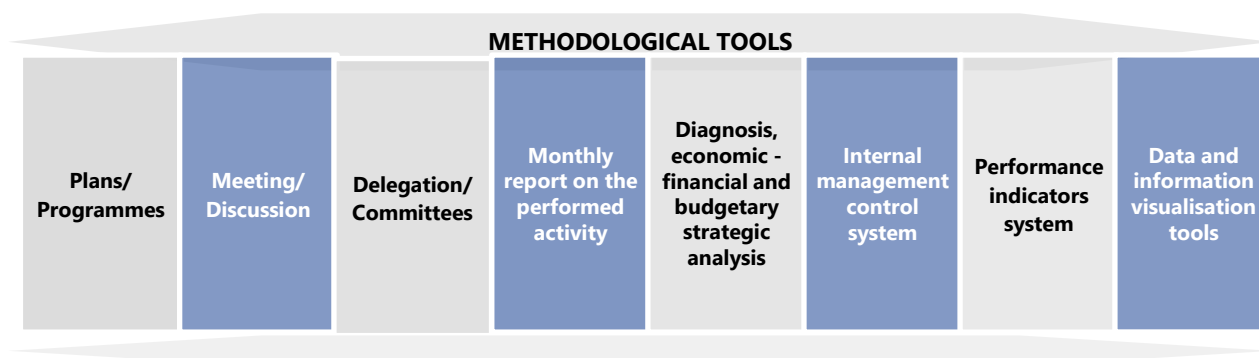 METHODOLOGICAL TOOLS
Plans/
Programmes
Meeting/
Discussion
Delegation/
Committees
Monthly
report on the
performed
activity
Diagnosis,
economic -
financial and
budgetary
strategic
analysis
Internal
management
control
system
Performance
indicators
system
Data and
information
visualisation
tools